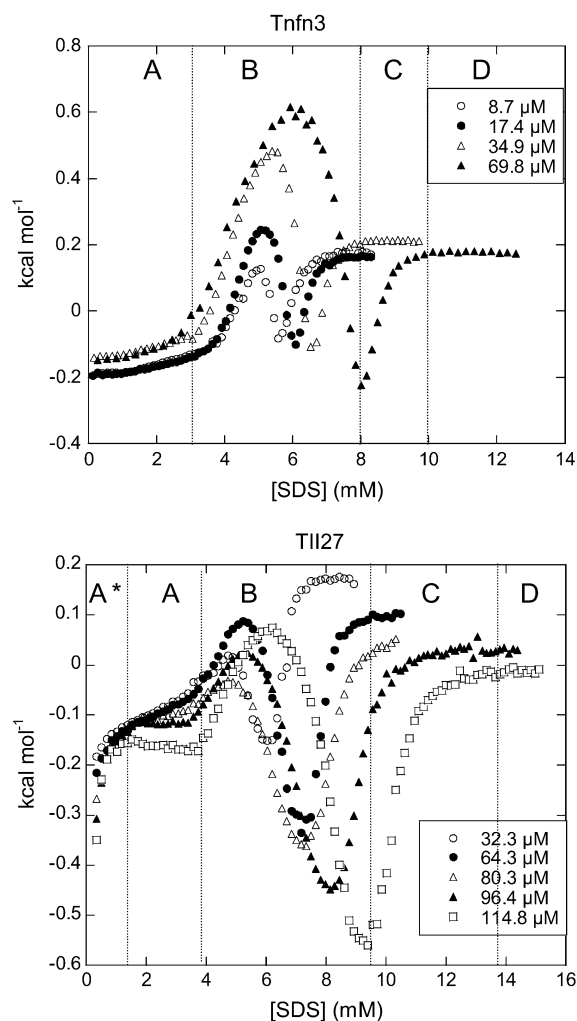 Tnfn3
0.8
0.6
0.4
0.2
0
-0.2
-0.4
kcal mol-1
A B C D
8.7 µM
17.4 µM
34.9 µM
69.8 µM
0 2 4 6 8 10 12 14
[SDS] (mM)
TII27
0.2
0.1
0
-0.1
-0.2
-0.3
-0.4
-0.5
-0.6
kcal mol-1
A * A B C D
32.3 µM
64.3 µM
80.3 µM
96.4 µM
114.8 µM
0 2 4 6 8 10 12 14 16
[SDS] (mM)